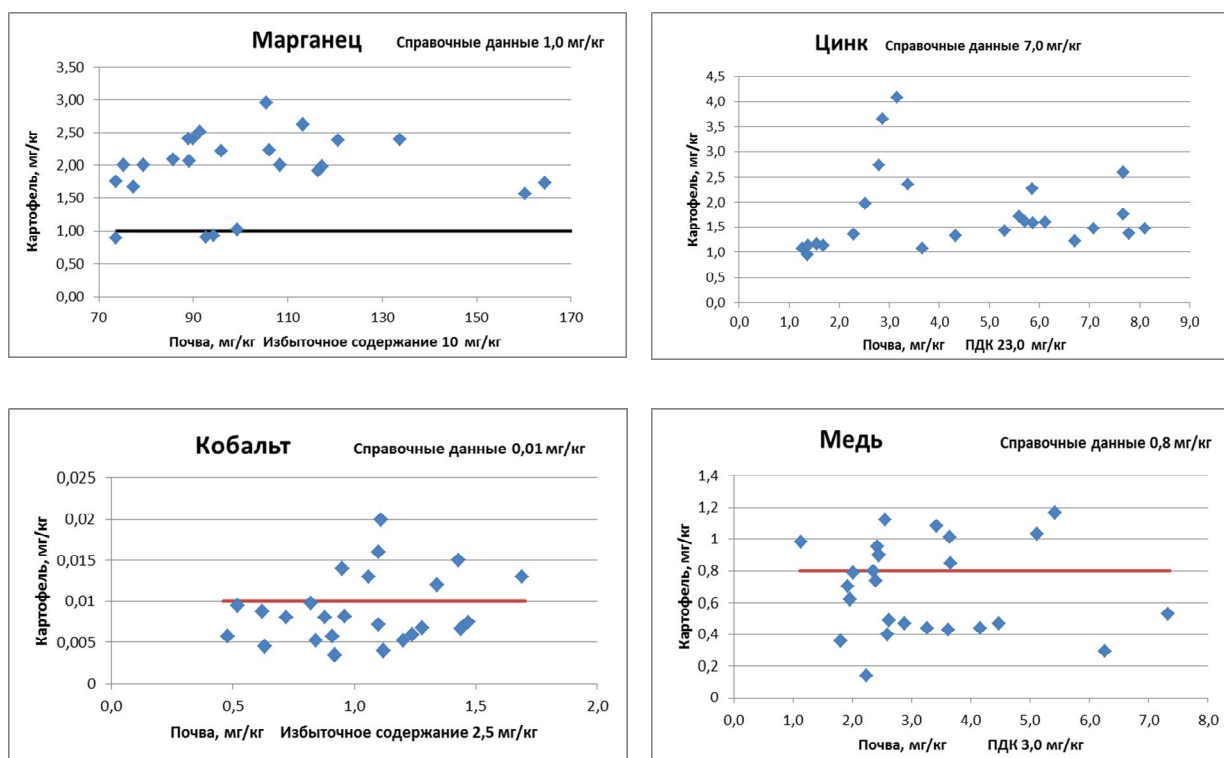 Марганец Справочные данные 1,0 мг/кг
Картофель, мг/кг
3,50
3,00
2,50
2,00
1,50
1,00
0,50
0,00
70 90 110 130 150 170
Почва, мг/кг Избыточное содержание 10 мг/кг
Цинк Справочные данные 7,0 мг/кг
Картофель, мг/кг
4,5
4,0
3,5
3,0
2,5
2,0
1,5
1,0
0,5
0,0
0,0 1,0 2,0 3,0 4,0 5,0 6,0 7,0 8,0 9,0
Почва, мг/кг ПДК 23,0 мг/кг
Кобальт Справочные данные 0,01 мг/кг
Картофель, мг/кг
0,025
0,02
0,015
0,01
0,005
0
0,0 0,5 1,0 1,5 2,0
Почва, мг/кг Избыточное содержание 2,5 мг/кг
Медь Справочные данные 0,8 мг/кг
Картофель, мг/кг
1,4
1,2
1
0,8
0,6
0,4
0,2
0
0,0 1,0 2,0 3,0 4,0 5,0 6,0 7,0 8,0
Почва, мг/кг ПДК 3,0 мг/кг